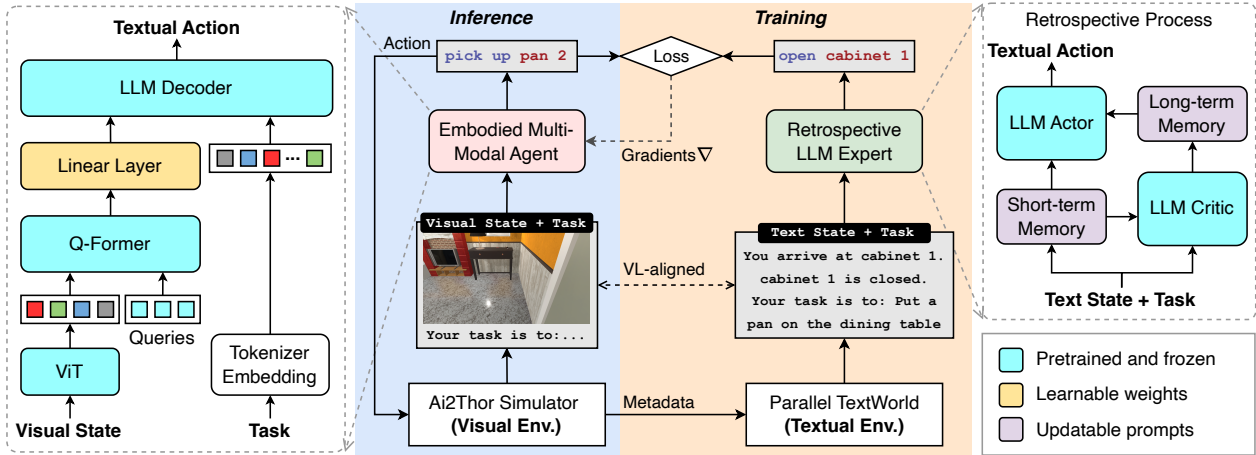 Textual Action
LLM Decoder
Linear Layer
Q-Former
Queries
ViT
Tokenizer
Embedding
Visual State
Task
Inference
Training
Action
pick up pan 2
Loss
open cabinet 1
Embodied Multi-
Modal Agent
Gradients ∇
Retrospective
LLM Expert
Visual State + Task
Your task is to:...
VL-aligned
Text State + Task
You arrive at cabinet 1.
cabinet 1 is closed.
Your task is to: Put a
pan on the dining table
Ai2Thor Simulator
(Visual Env.)
Metadata
Parallel TextWorld
(Textual Env.)
Retrospective Process
Textual Action
LLM Actor
Long-term
Memory
Short-term
Memory
LLM Critic
Text State + Task
Pretrained and frozen
Learnable weights
Updatable prompts